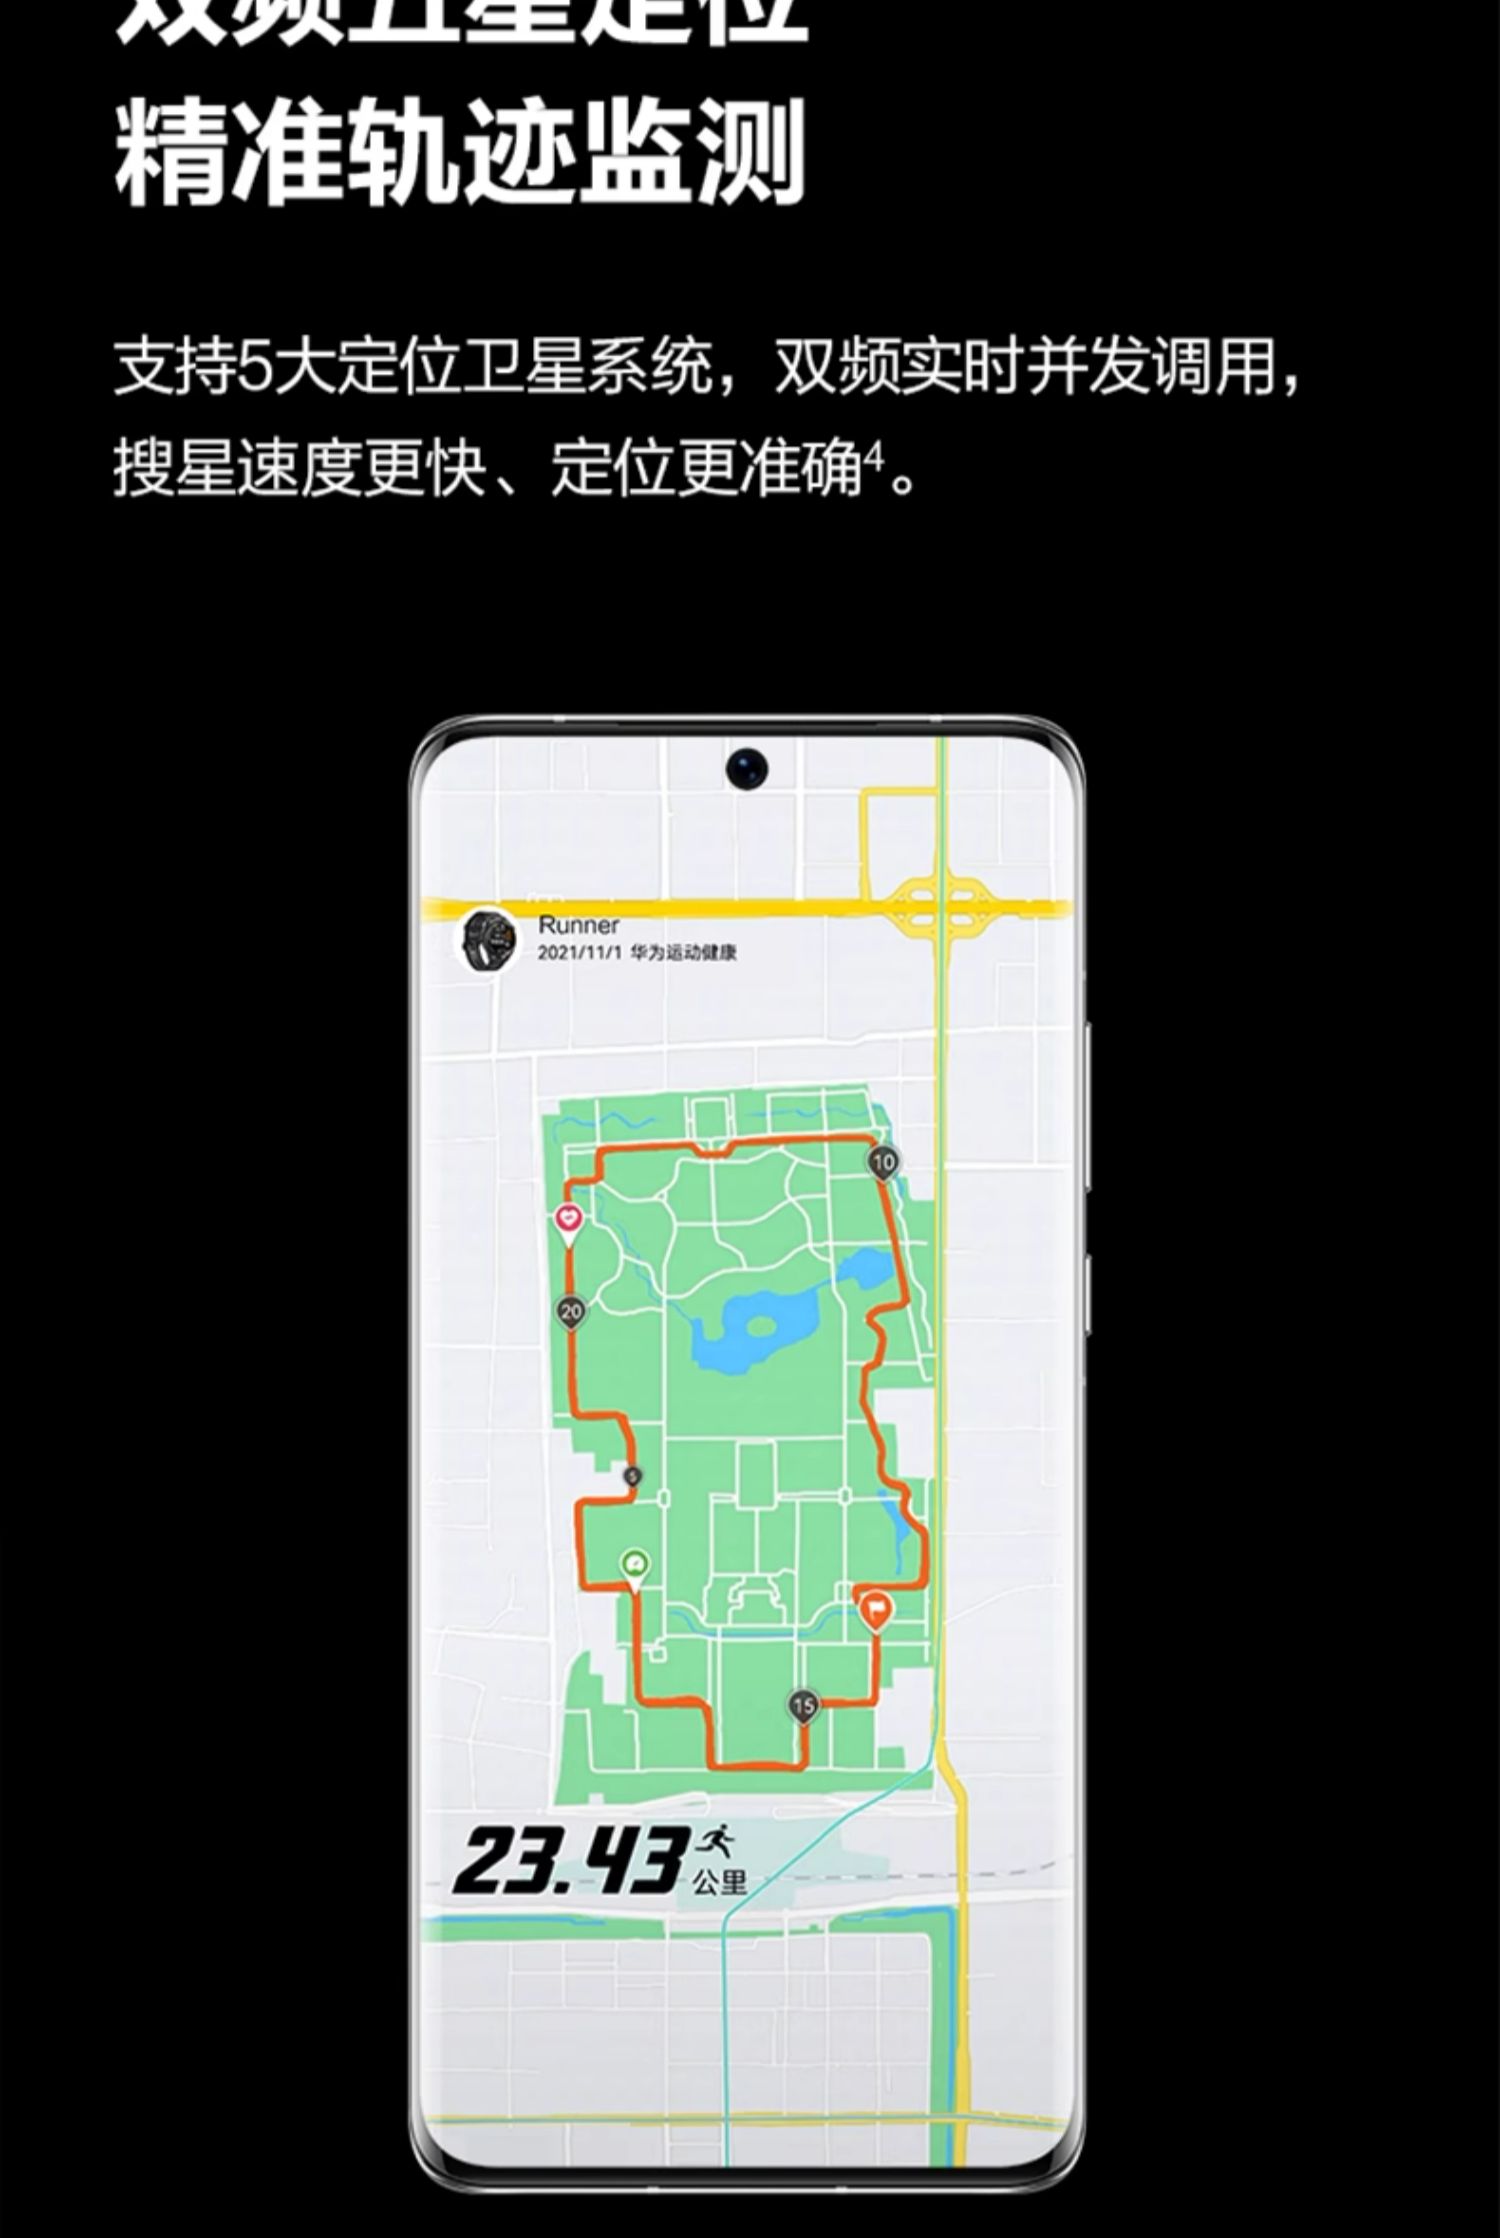 双频五星定位
精准轨迹监测
支持5大定位卫星系统，双频实时并发调用，
搜星速度更快、定位更准确4。
Runner
2021/11/1 华为运动健康
10
20
5
15
23.43
公里